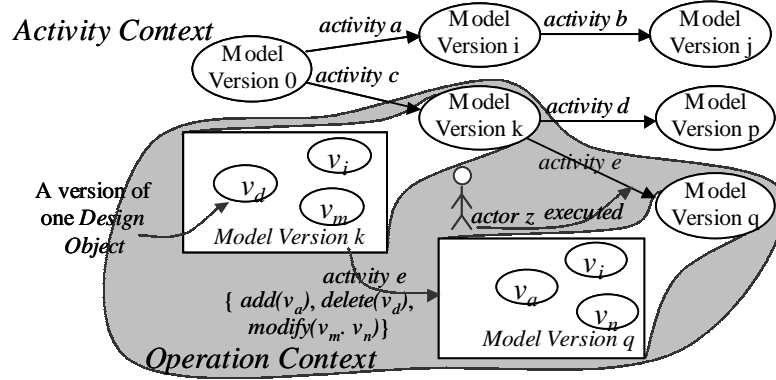 Activity Context
activity a
activity b
Model
Version 0
Model
Version i
Model
Version j
activity c
Model
Version k
activity d
Model
Version p
activity e
Model
Version q
A version of
one Design
Object
v_d
v_i
v_m
Model Version k
actor z executed
activity e
{ add(v_a), delete(v_d),
modify(v_m. v_n)}
v_i
v_a
v_n
Model Version q
Operation Context